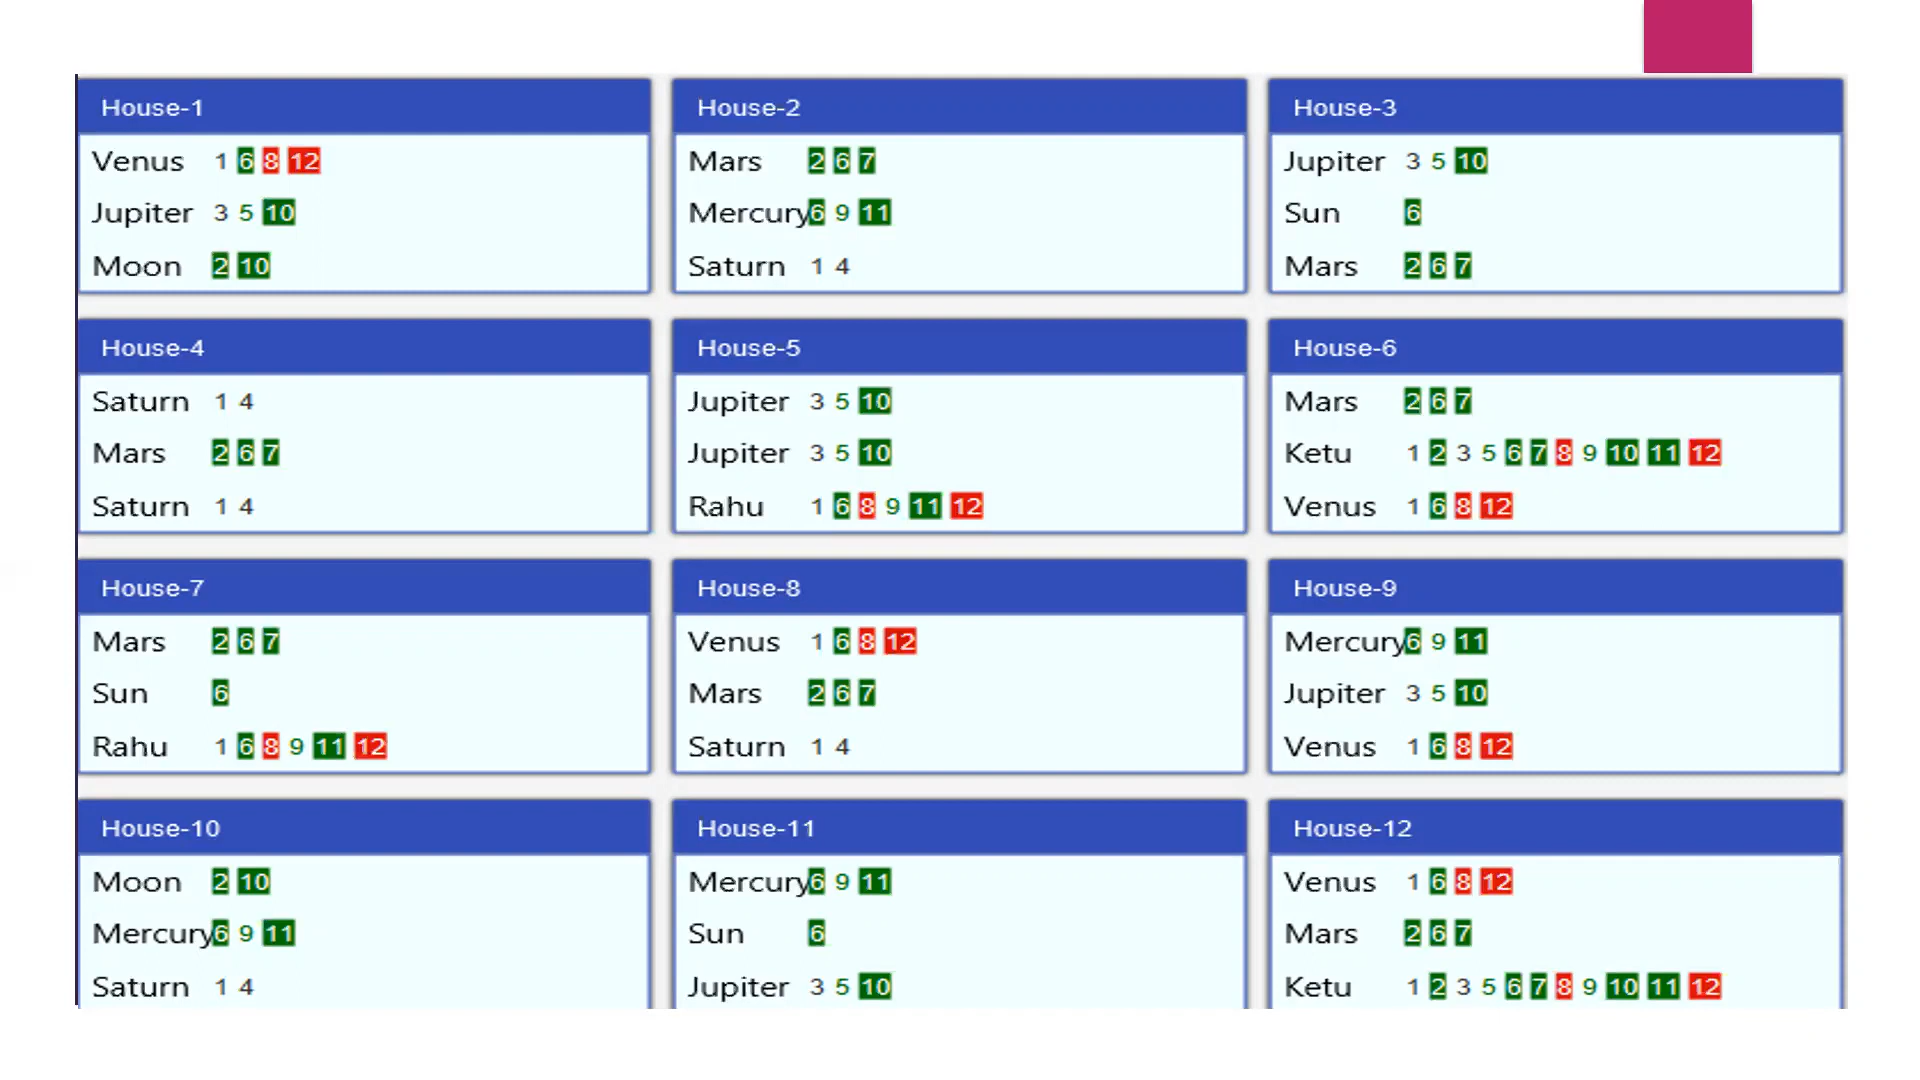 House-1
Venus 1 6 8 12
Jupiter 3 5 10
Moon 2 10
House-2
Mars 2 6 7
Mercury 6 9 11
Saturn 1 4
House-3
Jupiter 3 5 10
Sun 6
Mars 2 6 7
House-4
Saturn 1 4
Mars 2 6 7
Saturn 1 4
House-5
Jupiter 3 5 10
Jupiter 3 5 10
Rahu 1 6 8 9 11 12
House-6
Mars 2 6 7
Ketu 1 2 3 5 6 7 8 9 10 11 12
Venus 1 6 8 12
House-7
Mars 2 6 7
Sun 6
Rahu 1 6 8 9 11 12
House-8
Venus 1 6 8 12
Mars 2 6 7
Saturn 1 4
House-9
Mercury 6 9 11
Jupiter 3 5 10
Venus 1 6 8 12
House-10
Moon 2 10
Mercury 6 9 11
Saturn 1 4
House-11
Mercury 6 9 11
Sun 6
Jupiter 3 5 10
House-12
Venus 1 6 8 12
Mars 2 6 7
Ketu 1 2 3 5 6 7 8 9 10 11 12